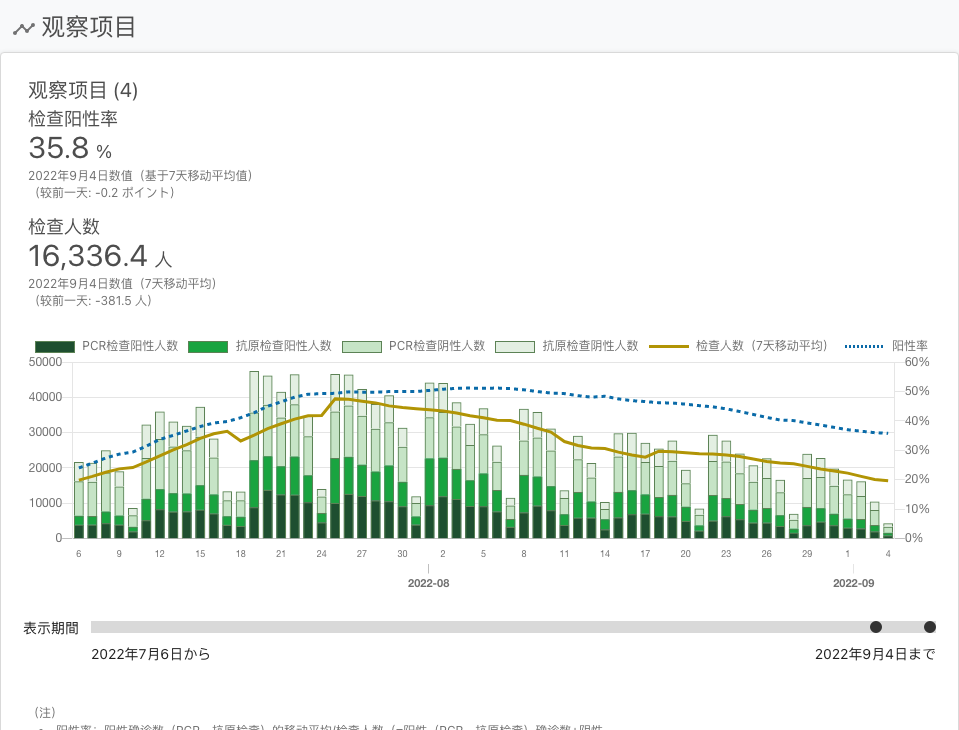 观察项目
观察项目 (4)
检查阳性率
35.8 %
2022年9月4日数值（基于7天移动平均值）
（较前一天: -0.2 ポイント）
检查人数
16,336.4 人
2022年9月4日数值（7天移动平均）
（较前一天: -381.5 人）
PCR检查阳性人数 抗原检查阳性人数 PCR检查阴性人数 抗原检查阴性人数 检查人数（7天移动平均） 阳性率
50000 60%
40000 50%
30000 40%
20000 30%
10000 20%
0 10%
0%
6 9 12 15 18 21 24 27 30 2 5 8 11 14 17 20 23 26 29 1 4
2022-08 2022-09
表示期間
2022年7月6日から 2022年9月4日まで
（注）